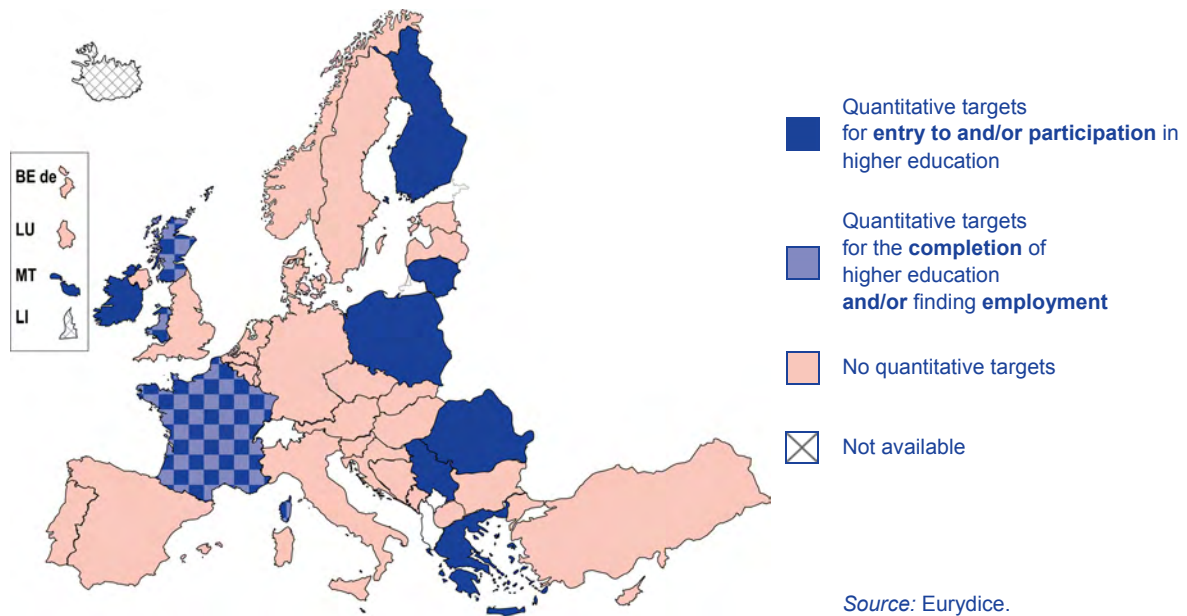 BE de
LU
MT
LI
Quantitative targets
for entry to and/or participation in
higher education
Quantitative targets
for the completion of
higher education
and/or finding employment
No quantitative targets
Not available
Source: Eurydice.